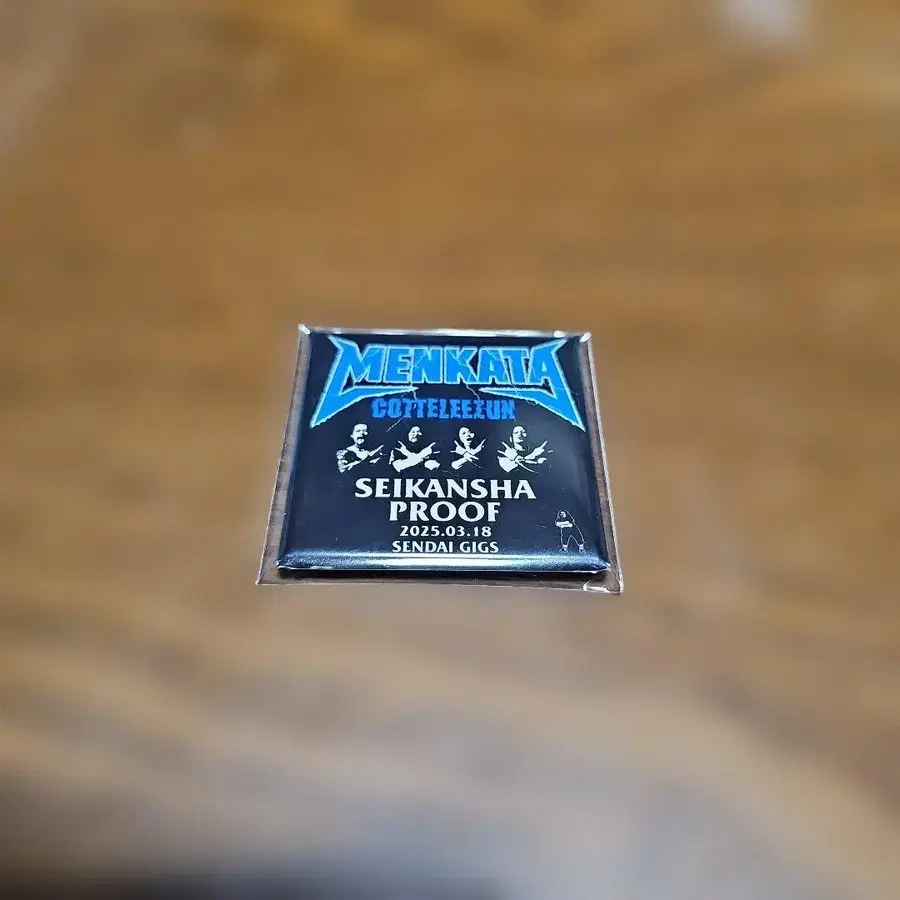 MENKATA
COTTELEEZUN
SEIKANSHA
PROOF
2025.03.18
SENDAI GIGS